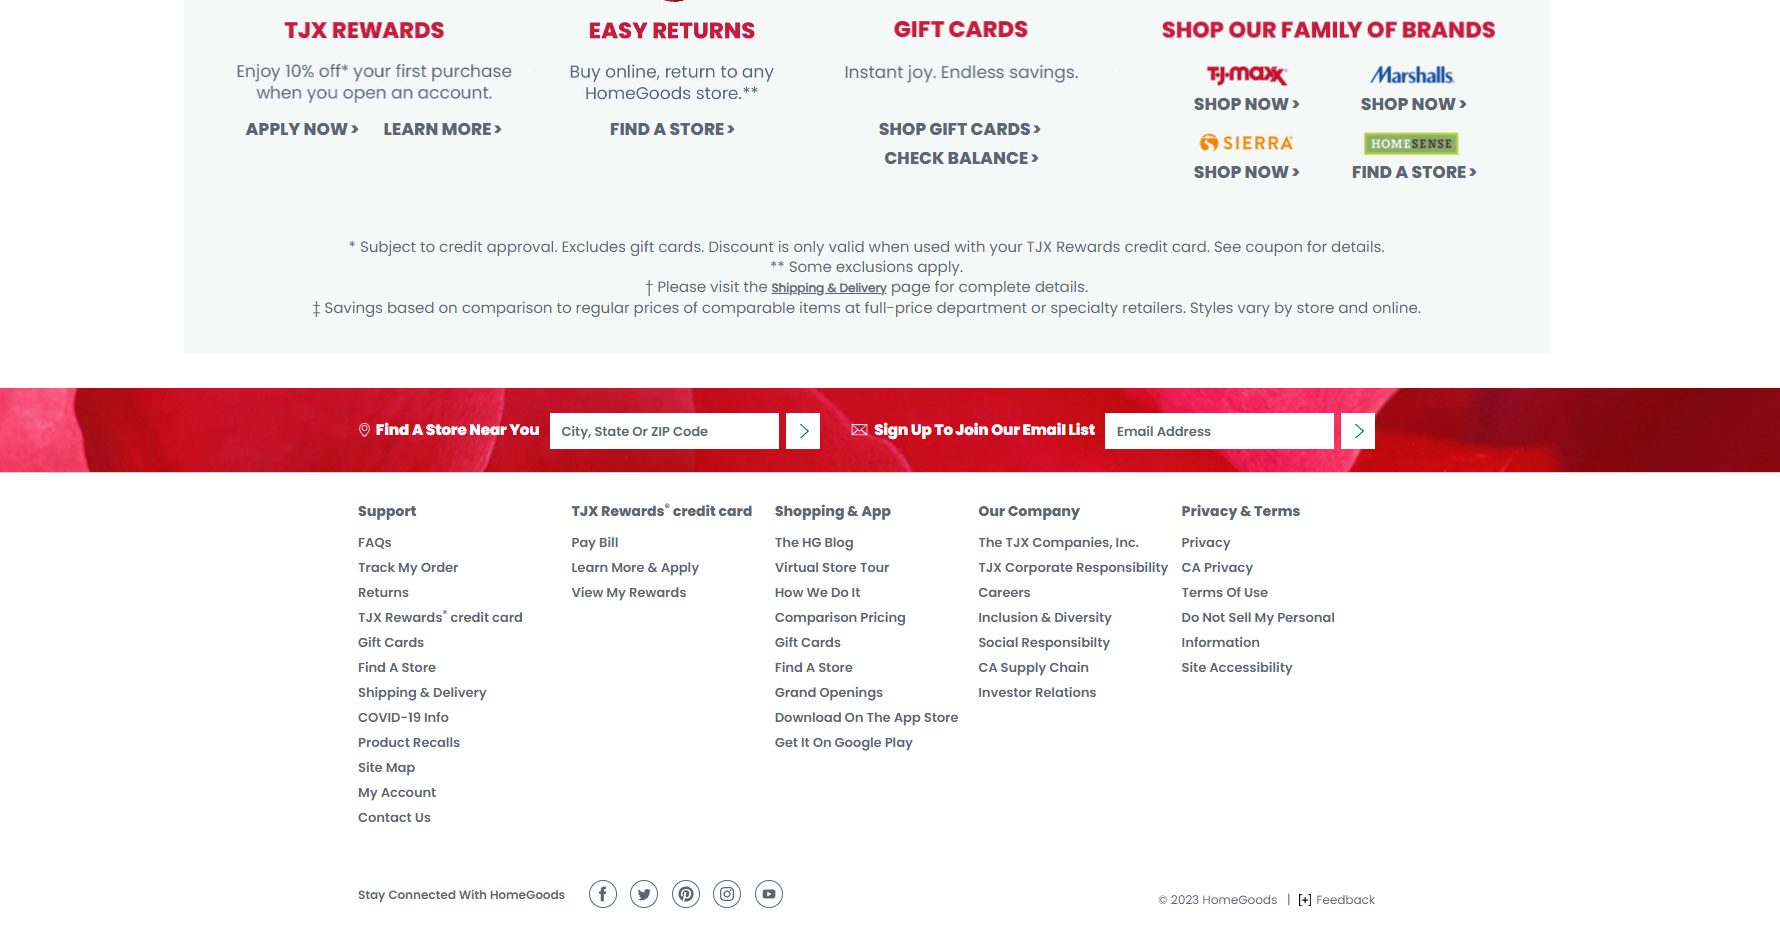 TJX REWARDS
Enjoy 10% off* your first purchase
when you open an account.
APPLY NOW > LEARN MORE >
EASY RETURNS
Buy online, return to any
HomeGoods store.**
FIND A STORE >
GIFT CARDS
Instant joy. Endless savings.
SHOP GIFT CARDS >
CHECK BALANCE >
SHOP OUR FAMILY OF BRANDS
T·J·maxx Marshalls
SHOP NOW > SHOP NOW >
SIERRA HOMESENSE
SHOP NOW > FIND A STORE >
* Subject to credit approval. Excludes gift cards. Discount is only valid when used with your TJX Rewards credit card. See coupon for details.
** Some exclusions apply.
† Please visit the Shipping & Delivery page for complete details.
‡ Savings based on comparison to regular prices of comparable items at full-price department or specialty retailers. Styles vary by store and online.
Find A Store Near You City, State Or ZIP Code Sign Up To Join Our Email List Email Address
Support
FAQs
Track My Order
Returns
TJX Rewards® credit card
Gift Cards
Find A Store
Shipping & Delivery
COVID-19 Info
Product Recalls
Site Map
My Account
Contact Us
TJX Rewards® credit card
Pay Bill
Learn More & Apply
View My Rewards
Shopping & App
The HG Blog
Virtual Store Tour
How We Do It
Comparison Pricing
Gift Cards
Find A Store
Grand Openings
Download On The App Store
Get It On Google Play
Our Company
The TJX Companies, Inc.
TJX Corporate Responsibility
Careers
Inclusion & Diversity
Social Responsibilty
CA Supply Chain
Investor Relations
Privacy & Terms
Privacy
CA Privacy
Terms Of Use
Do Not Sell My Personal
Information
Site Accessibility
Stay Connected With HomeGoods
© 2023 HomeGoods | [+] Feedback